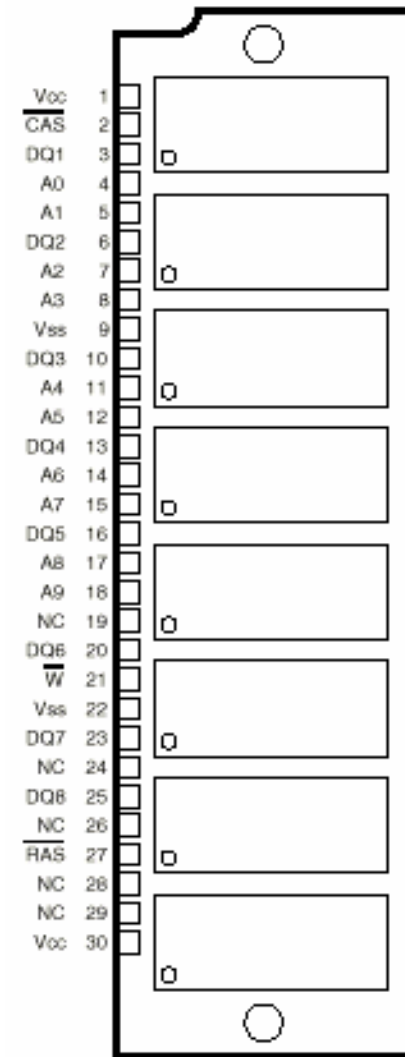 Vcc 1
C̅A̅S̅ 2
DQ1 3
A0 4
A1 5
DQ2 6
A2 7
A3 8
Vss 9
DQ3 10
A4 11
A5 12
DQ4 13
A6 14
A7 15
DQ5 16
A8 17
A9 18
NC 19
DQ6 20
W̅ 21
Vss 22
DQ7 23
NC 24
DQ8 25
NC 26
R̅A̅S̅ 27
NC 28
NC 29
Vcc 30